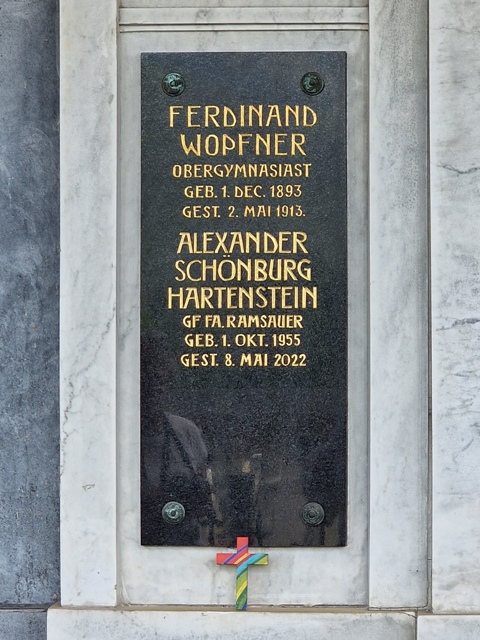 FERDINAND
WOPFNER
OBERGYMNASIAST
GEB. 1. DEC. 1893
GEST. 2. MAI 1913.
ALEXANDER
SCHÖNBURG
HARTENSTEIN
GF FA. RAMSAUER
GEB. 1. OKT. 1955
GEST. 8. MAI 2022